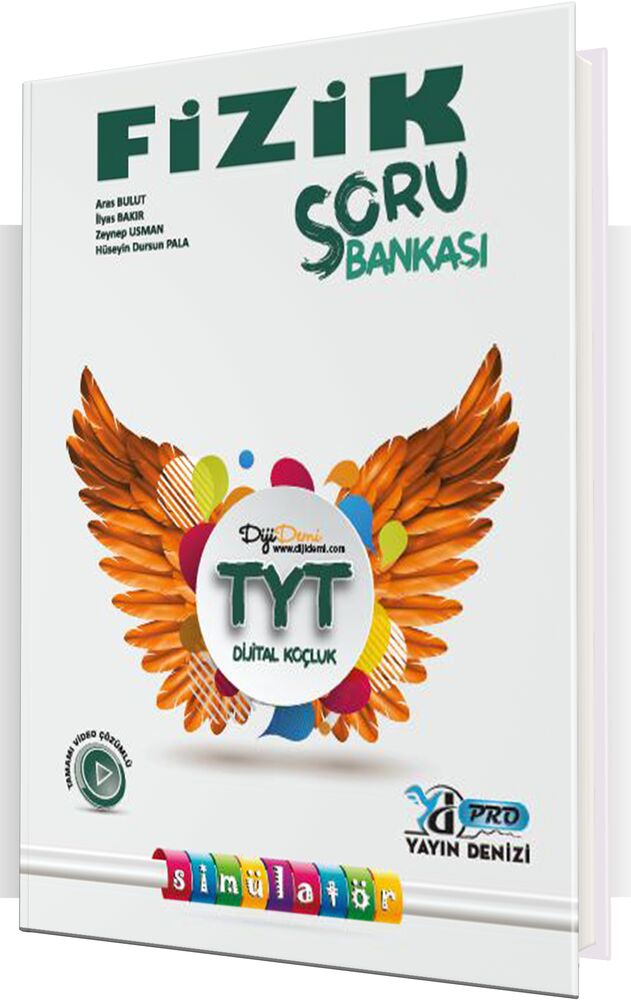 FİZİK
SORU
BANKASI
Aras BULUT
İlyas BAKIR
Zeynep USMAN
Hüseyin Dursun PALA
DijiDemi
www.dijidemi.com
TYT
DİJİTAL KOÇLUK
TAMAMI VİDEO ÇÖZÜMLÜ
yd PRO
YAYIN DENİZİ
simülatör